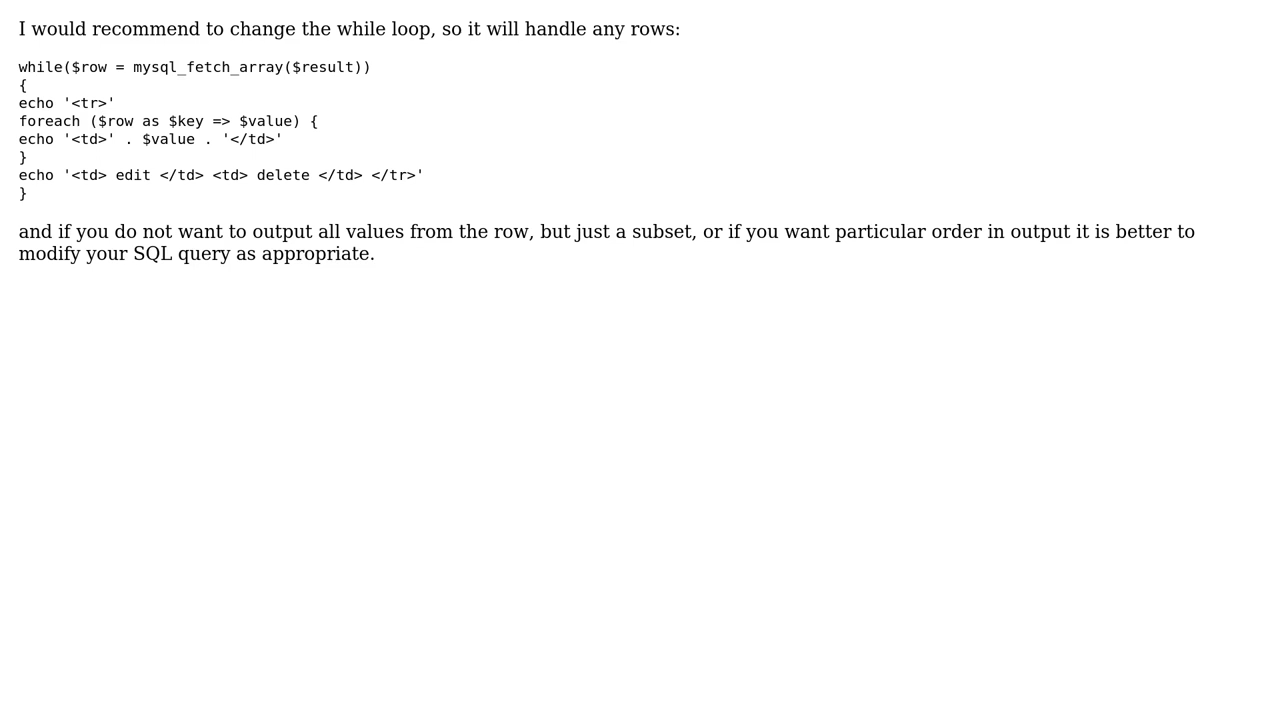 I would recommend to change the while loop, so it will handle any rows:
while($row = mysql_fetch_array($result))
{
echo '<tr>'
foreach ($row as $key => $value) {
echo '<td>' . $value . '</td>'
}
echo '<td> edit </td> <td> delete </td> </tr>'
}
and if you do not want to output all values from the row, but just a subset, or if you want particular order in output it is better to
modify your SQL query as appropriate.